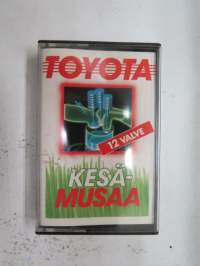 TOYOTA
12 VALVE
KESÄ-
MUSAA